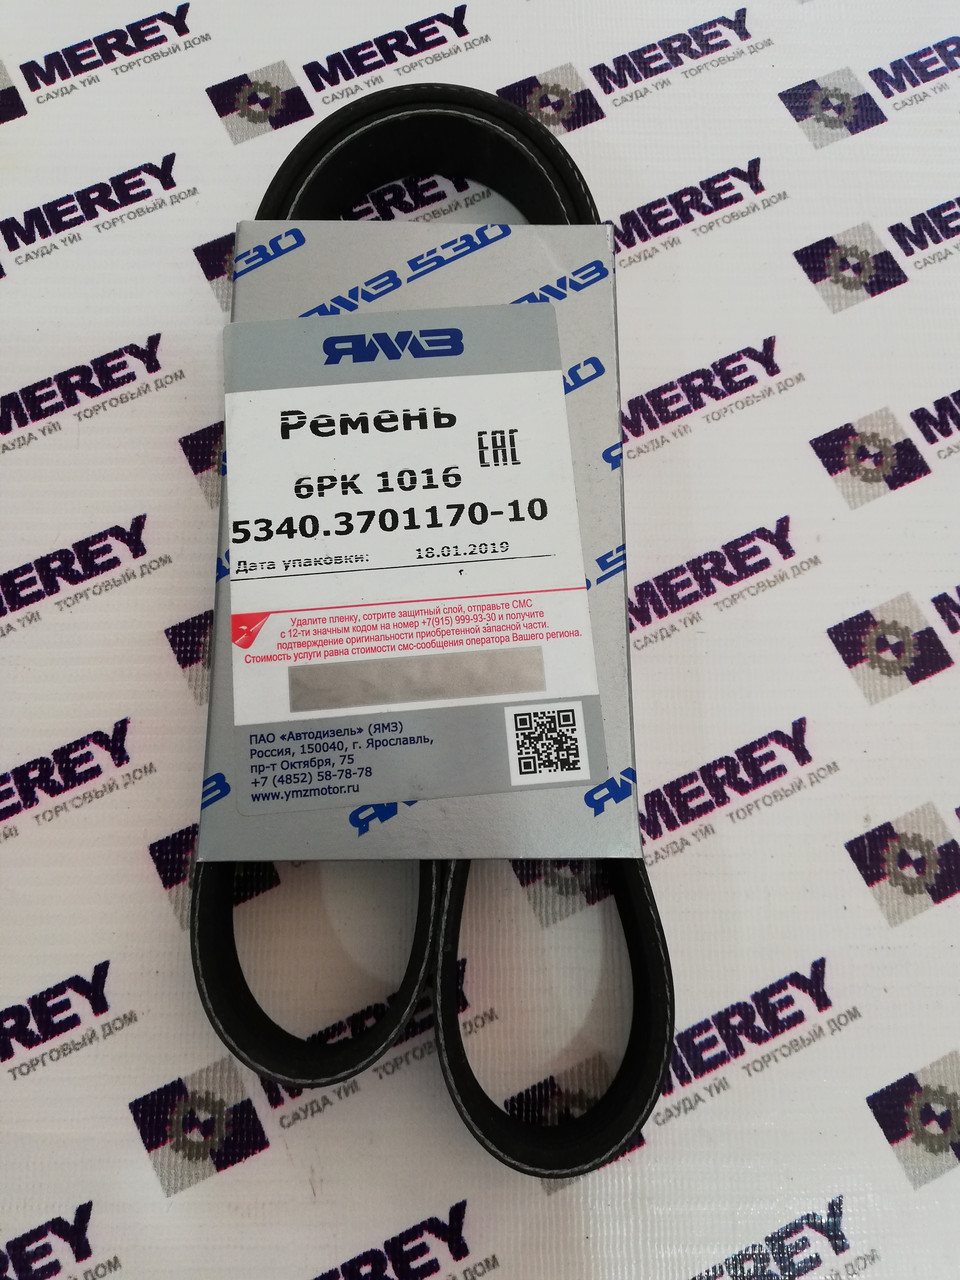 MEREY
САУДА ҮЙІ ТОРГОВЫЙ ДОМ
ЯМЗ 530
ЯМЗ
Ремень
EAC
6РК 1016
5340.3701170-10
Дата упаковки: 18.01.2019
г
Удалите пленку, сотрите защитный слой, отправьте СМС
с 12-ти значным кодом на номер +7(915) 999-93-30 и получите
подтверждение оригинальности приобретенной запасной части.
Стоимость услуги равна стоимости смс-сообщения оператора Вашего региона.
ПАО «Автодизель» (ЯМЗ)
Россия, 150040, г. Ярославль,
пр-т Октября, 75
+7 (4852) 58-78-78
www.ymzmotor.ru